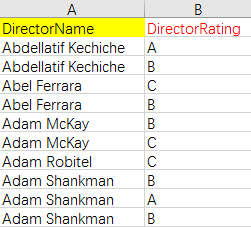 A B
DirectorName DirectorRating
Abdellatif Kechiche A
Abdellatif Kechiche B
Abel Ferrara C
Abel Ferrara B
Adam McKay B
Adam McKay C
Adam Robitel C
Adam Shankman B
Adam Shankman A
Adam Shankman B